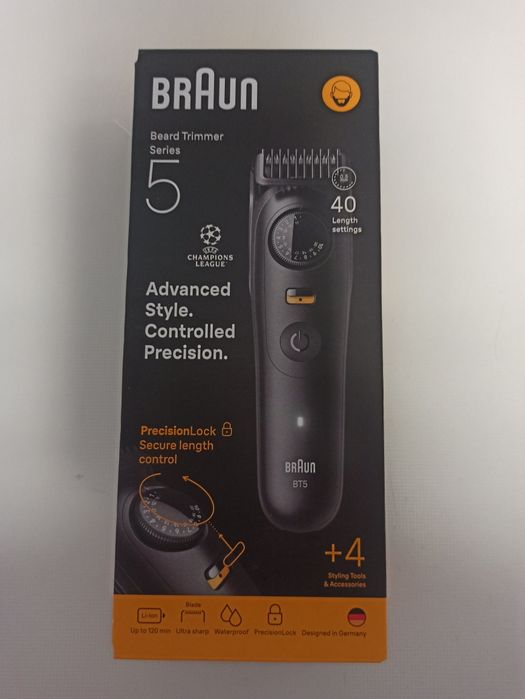 BRAUN
Beard Trimmer
Series
5
40
Length
settings
UEFA
CHAMPIONS
LEAGUE
Advanced
Style.
Controlled
Precision.
PrecisionLock
Secure length
control
BRAUN
BT5
+4
Styling Tools
& Accessories
Li-Ion
Up to 120 min
Blade
Ultra sharp
Waterproof
PrecisionLock
Designed in Germany